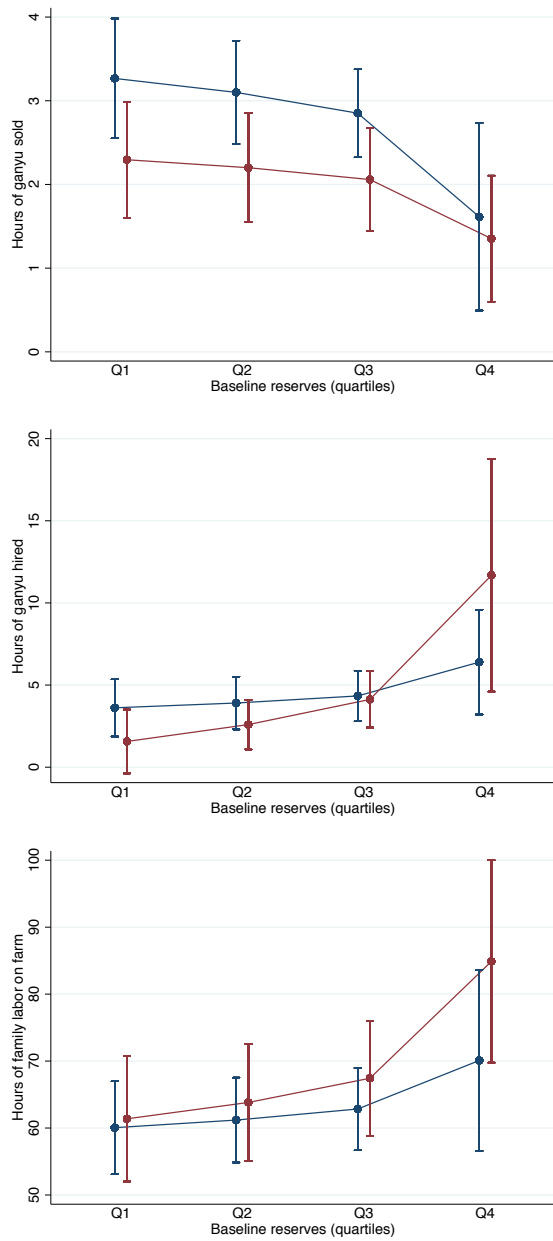 Hours of ganyu sold
4
3
2
1
0
Q1 Q2 Q3 Q4
Baseline reserves (quartiles)
Hours of ganyu hired
20
15
10
5
0
Q1 Q2 Q3 Q4
Baseline reserves (quartiles)
Hours of family labor on farm
100
90
80
70
60
50
Q1 Q2 Q3 Q4
Baseline reserves (quartiles)